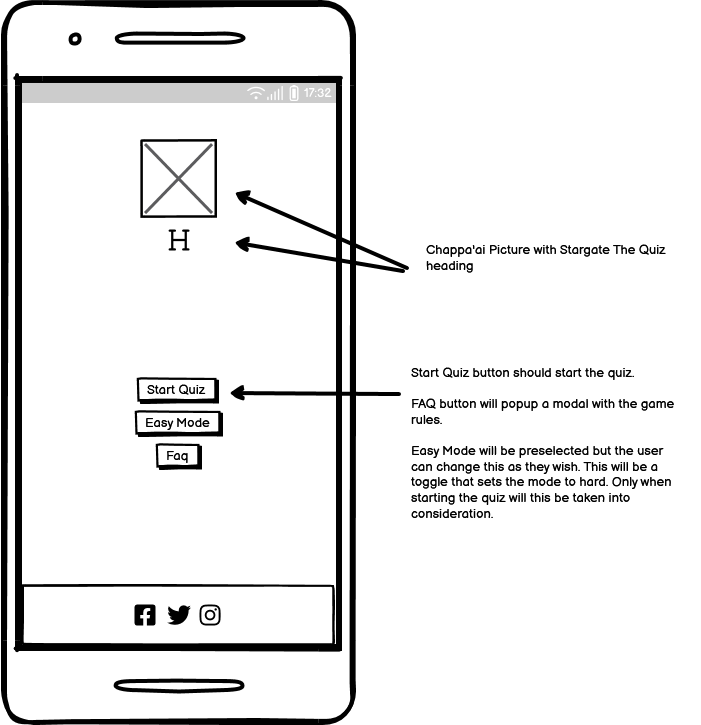 17:32
H
Chappa'ai Picture with Stargate The Quiz
heading
Start Quiz
Easy Mode
Faq
Start Quiz button should start the quiz.
FAQ button will popup a modal with the game
rules.
Easy Mode will be preselected but the user
can change this as they wish. This will be a
toggle that sets the mode to hard. Only when
starting the quiz will this be taken into
consideration.